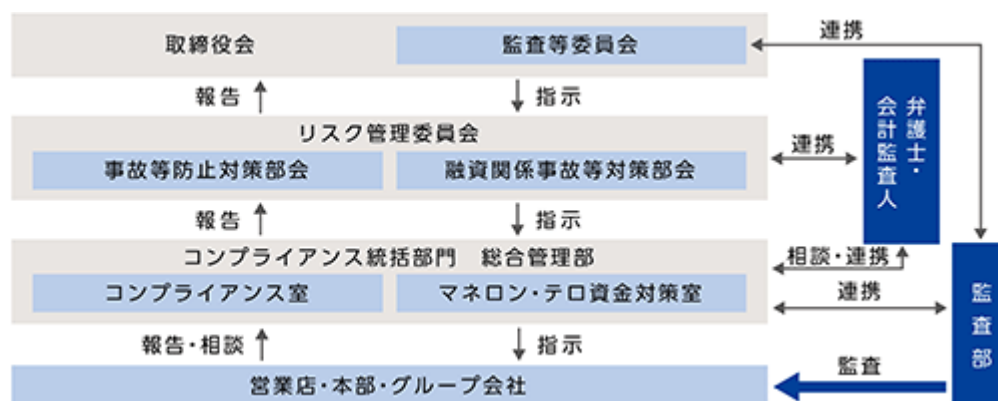 取締役会
監査等委員会
連携
報告
指示
リスク管理委員会
事故等防止対策部会
融資関係事故等対策部会
連携
弁護士・
会計監査人
報告
指示
コンプライアンス統括部門 総合管理部
コンプライアンス室
マネロン・テロ資金対策室
相談・連携
連携
監査部
報告・相談
指示
監査
営業店・本部・グループ会社